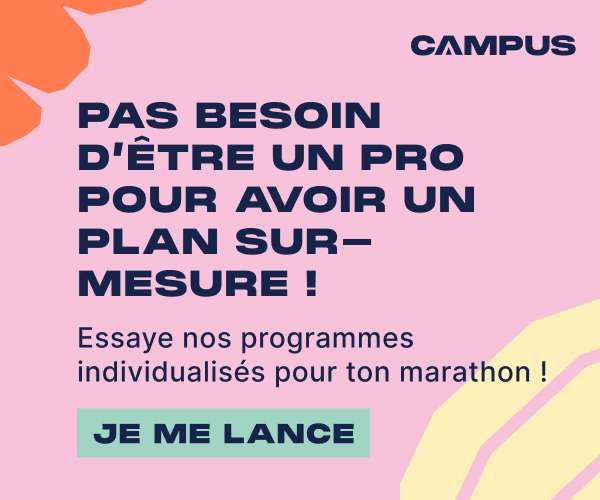 CAMPUS
PAS BESOIN
D'ÊTRE UN PRO
POUR AVOIR UN
PLAN SUR-
MESURE !
Essaye nos programmes
individualisés pour ton marathon !
JE ME LANCE